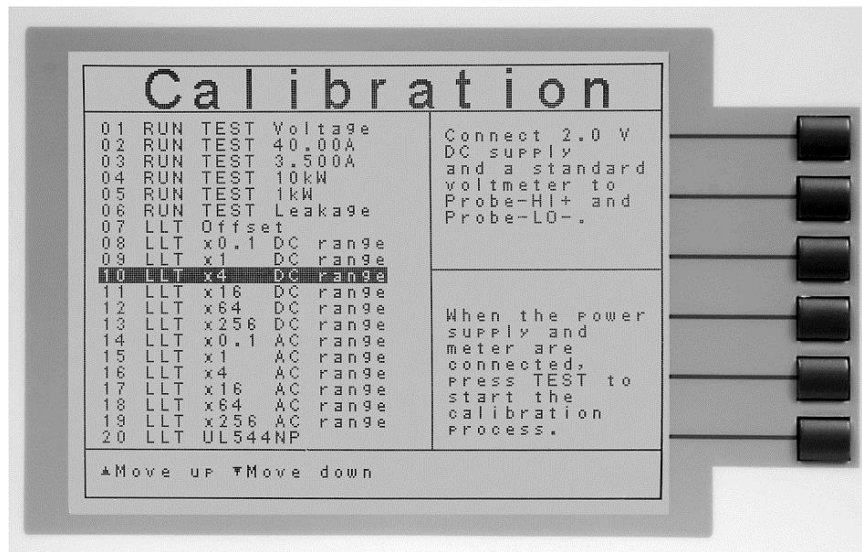 Calibration
01 RUN TEST Voltage
02 RUN TEST 40.00A
03 RUN TEST 3.500A
04 RUN TEST 10kW
05 RUN TEST 1kW
06 RUN TEST Leakage
07 LLT Offset
08 LLT x0.1 DC range
09 LLT x1 DC range
10 LLT x4 DC range
11 LLT x16 DC range
12 LLT x64 DC range
13 LLT x256 DC range
14 LLT x0.1 AC range
15 LLT x1 AC range
16 LLT x4 AC range
17 LLT x16 AC range
18 LLT x64 AC range
19 LLT x256 AC range
20 LLT UL544NP
Connect 2.0 V
DC supply
and a standard
voltmeter to
Probe-HI+ and
Probe-LO-.
When the power
supply and
meter are
connected,
press TEST to
start the
calibration
process.
▲Move up ▼Move down